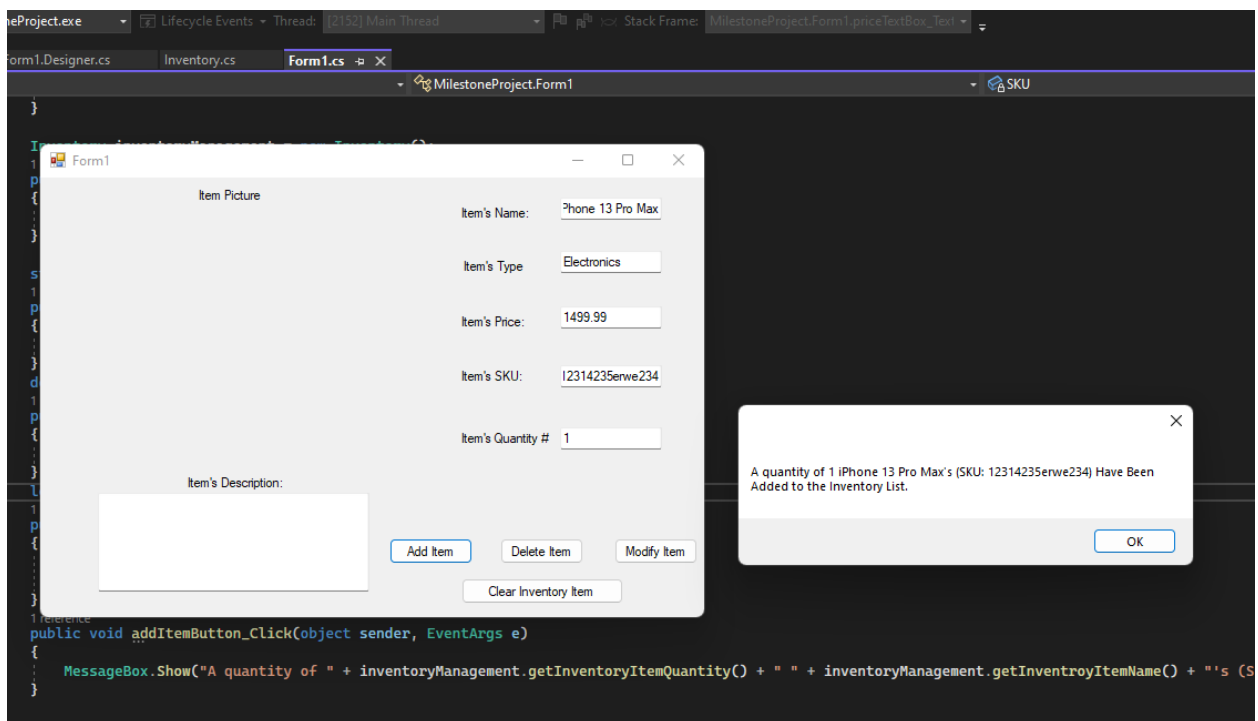 neProject.exe Lifecycle Events Thread: [2152] Main Thread Stack Frame: MilestoneProject.Form1.priceTextBox_Text
Form1.Designer.cs Inventory.cs Form1.cs
MilestoneProject.Form1 SKU
}
Form1
Item Picture
Item's Name: Phone 13 Pro Max
Item's Type Electronics
Item's Price: 1499.99
Item's SKU: 12314235erwe234
Item's Quantity # 1
Item's Description:
Add Item Delete Item Modify Item
Clear Inventory Item
A quantity of 1 iPhone 13 Pro Max's (SKU: 12314235erwe234) Have Been
Added to the Inventory List.
OK
1 reference
public void addItemButton_Click(object sender, EventArgs e)
{
MessageBox.Show("A quantity of " + inventoryManagement.getInventoryItemQuantity() + " " + inventoryManagement.getInventroyItemName() + "'s (S
}